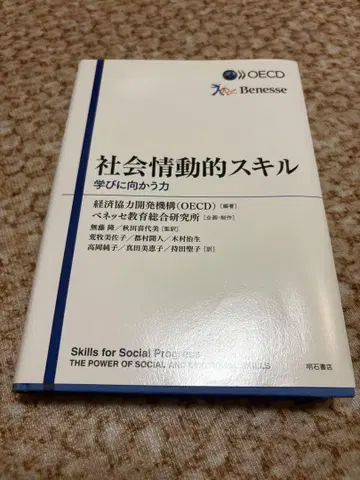 OECD
Benesse
社会情動的スキル
学びに向かう力
経済協力開発機構(OECD) [編著]
ベネッセ教育総合研究所 [企画・制作]
無藤 隆/秋田喜代美 [監訳]
荒牧美佐子/都村聞人/木村治生
高岡純子/真田美恵子/持田聖子 [訳]
Skills for Social Progress
THE POWER OF SOCIAL AND EMOTIONAL SKILLS
明石書店